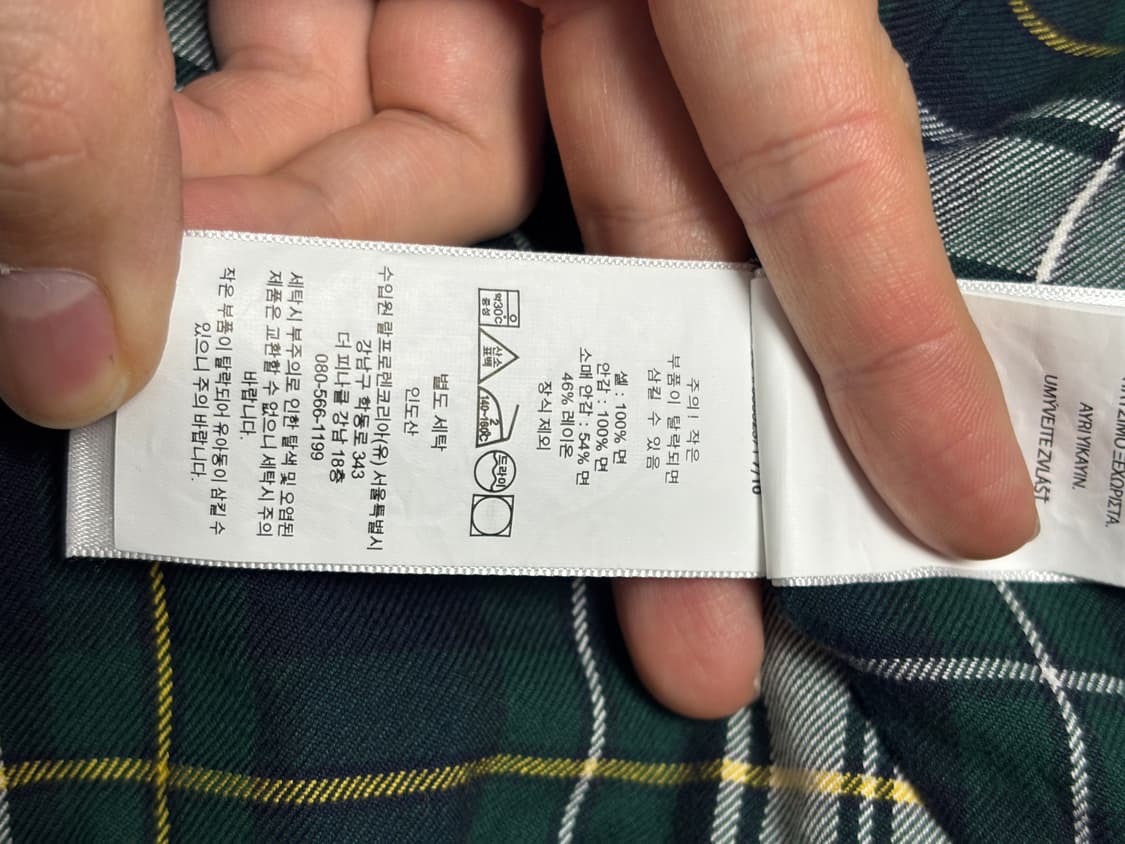 ΞΕΧΩΡΙΣΤΑ.
AYRI YIKAYIN.
주의! 작은
부품이 탈락되면
삼킬 수 있음
쉘 : 100% 면
안감 : 100% 면
소매 안감 : 54% 면
46% 레이온
장식 제외
약30℃ 중성 산소 표백 2 140~160℃ 드라이
별도 세탁
인도산
수입원 랄프로렌코리아(유) 서울특별시
강남구 학동로 343
더 피나클 강남 18층
080-566-1199
세탁시 부주의로 인한 탈색 및 오염된
제품은 교환할 수 없으니 세탁시 주의
바랍니다.
작은 부품이 탈락되어 유아동이 삼킬 수
있으니 주의 바랍니다.